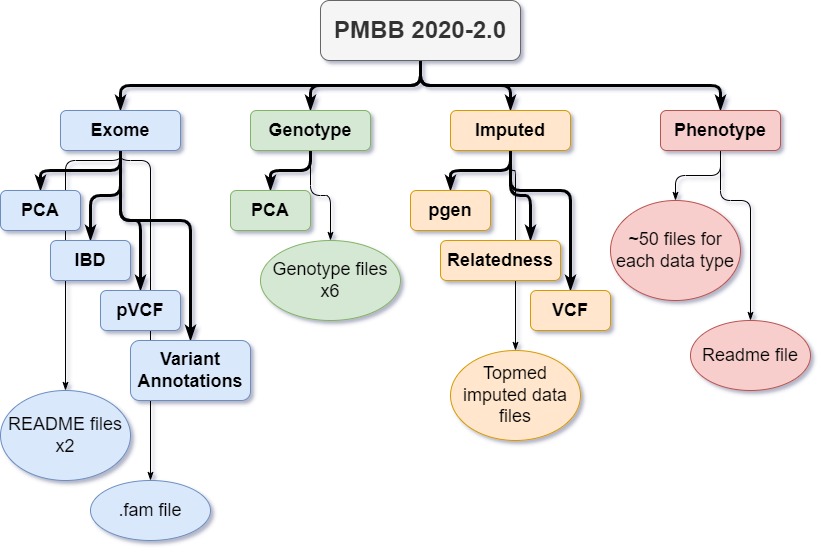 PMBB 2020-2.0
Exome
Genotype
Imputed
Phenotype
PCA
PCA
pgen
~50 files for
each data type
IBD
Relatedness
Genotype files
x6
pVCF
VCF
Variant
Annotations
Readme file
Topmed
imputed data
files
README files
x2
.fam file